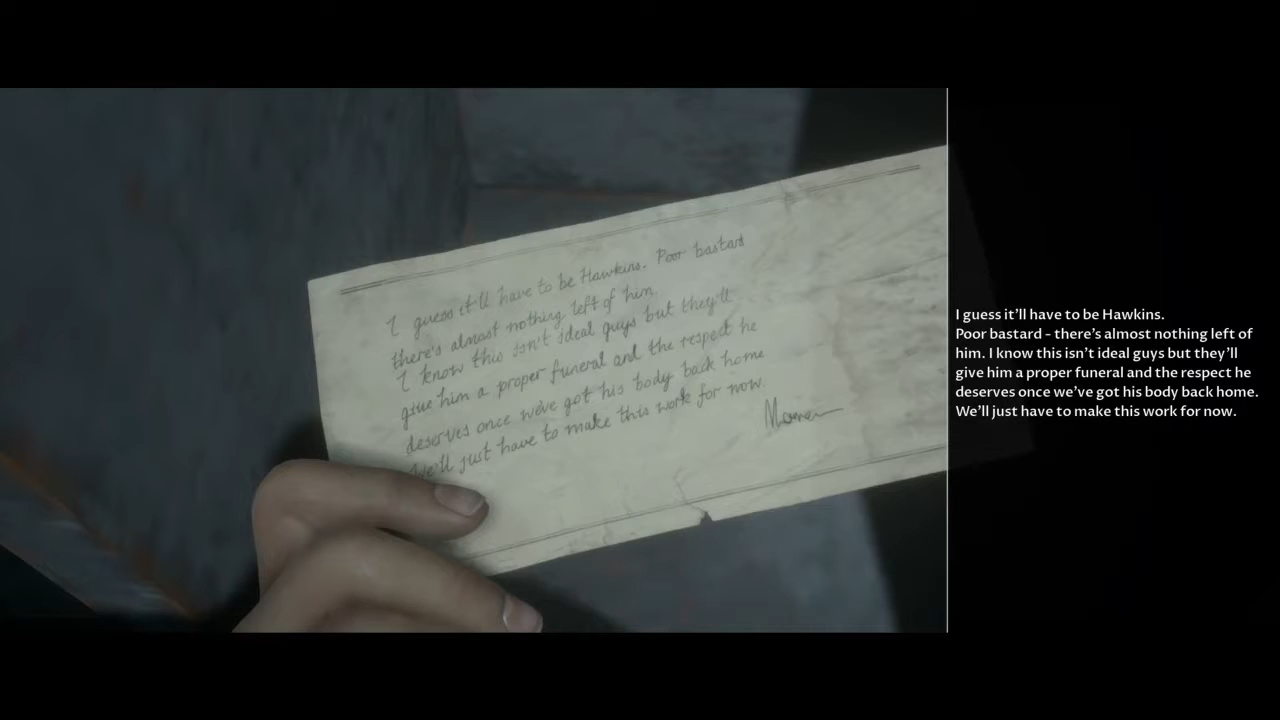 I guess it'll have to be Hawkins. Poor bastard
there's almost nothing left of him.
I know this isn't ideal guys but they'll
give him a proper funeral and the respect he
deserves once we've got his body back home
We'll just have to make this work for now.
I guess it'll have to be Hawkins.
Poor bastard - there's almost nothing left of
him. I know this isn't ideal guys but they'll
give him a proper funeral and the respect he
deserves once we've got his body back home.
We'll just have to make this work for now.